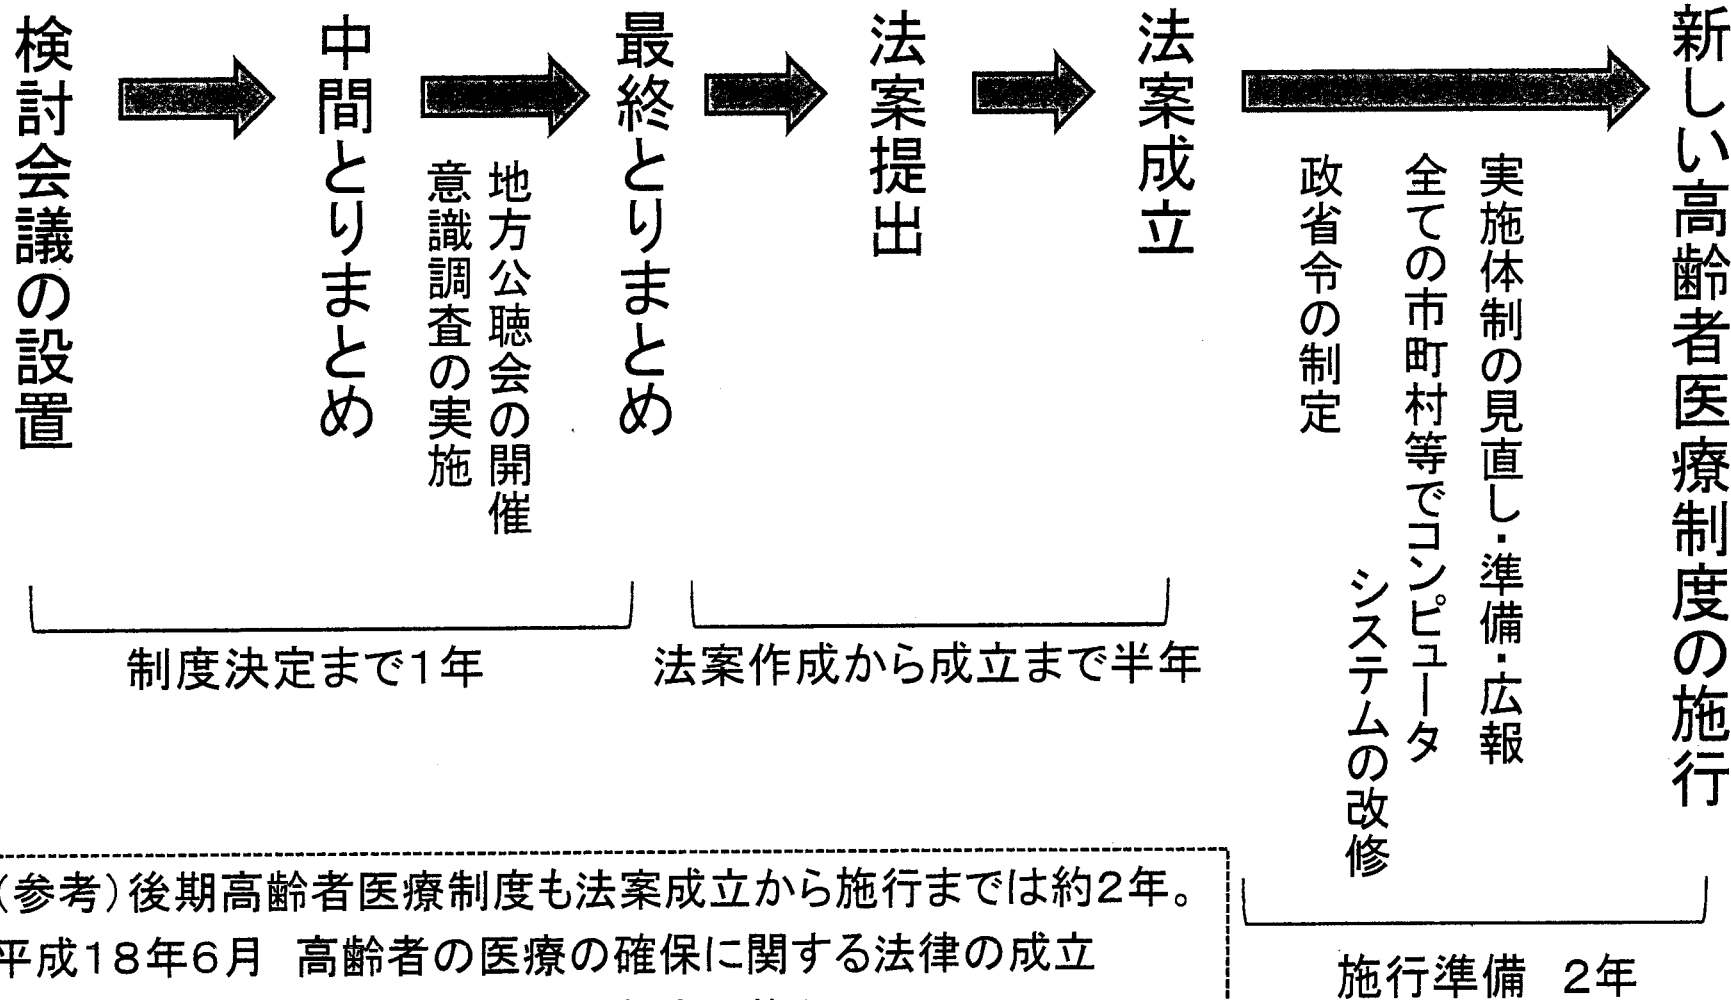 検討会議の設置
中間とりまとめ
地方公聴会の開催
意識調査の実施
最終とりまとめ
法案提出
法案成立
実施体制の見直し・準備・広報
全ての市町村等でコンピュータ
システムの改修
政省令の制定
新しい高齢者医療制度の施行
制度決定まで1年
法案作成から成立まで半年
施行準備 2年
(参考)後期高齢者医療制度も法案成立から施行までは約2年。
平成18年6月 高齢者の医療の確保に関する法律の成立